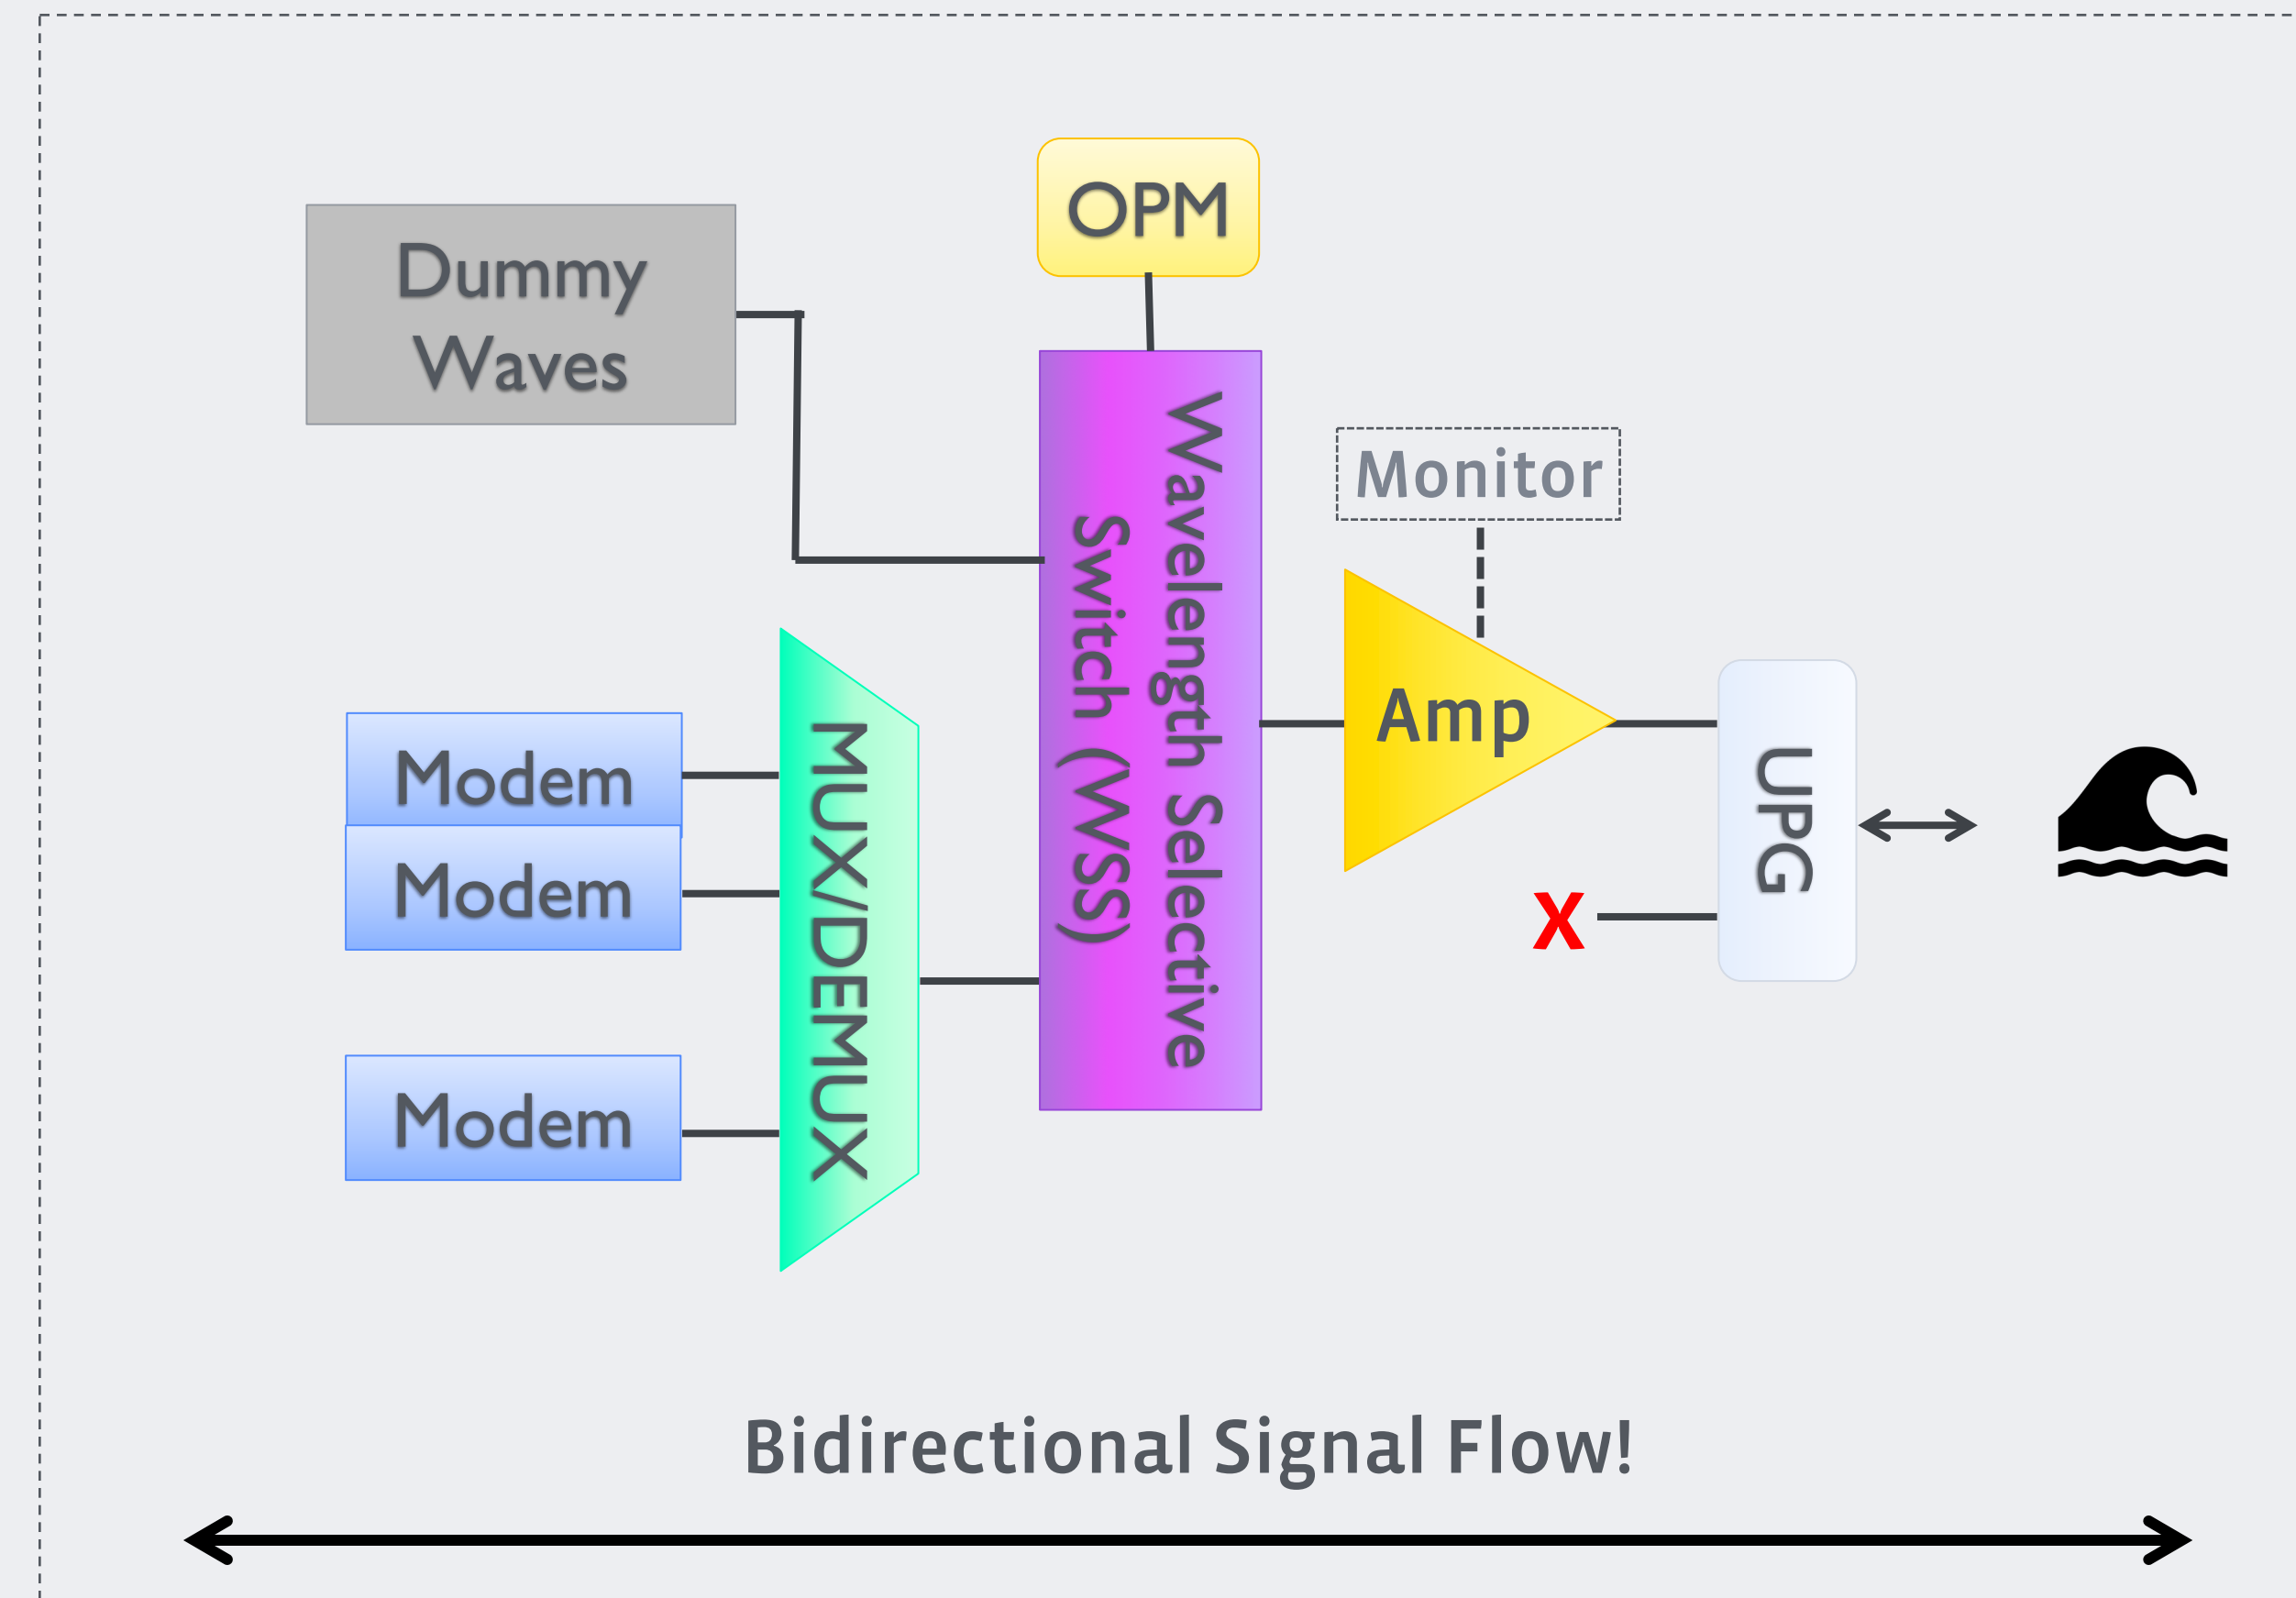 OPM
Dummy
Waves
Monitor
Wavelength Selective
Switch (WSS)
Amp
UPG
X
Modem
Modem
Modem
MUX/DEMUX
Bidirectional Signal Flow!